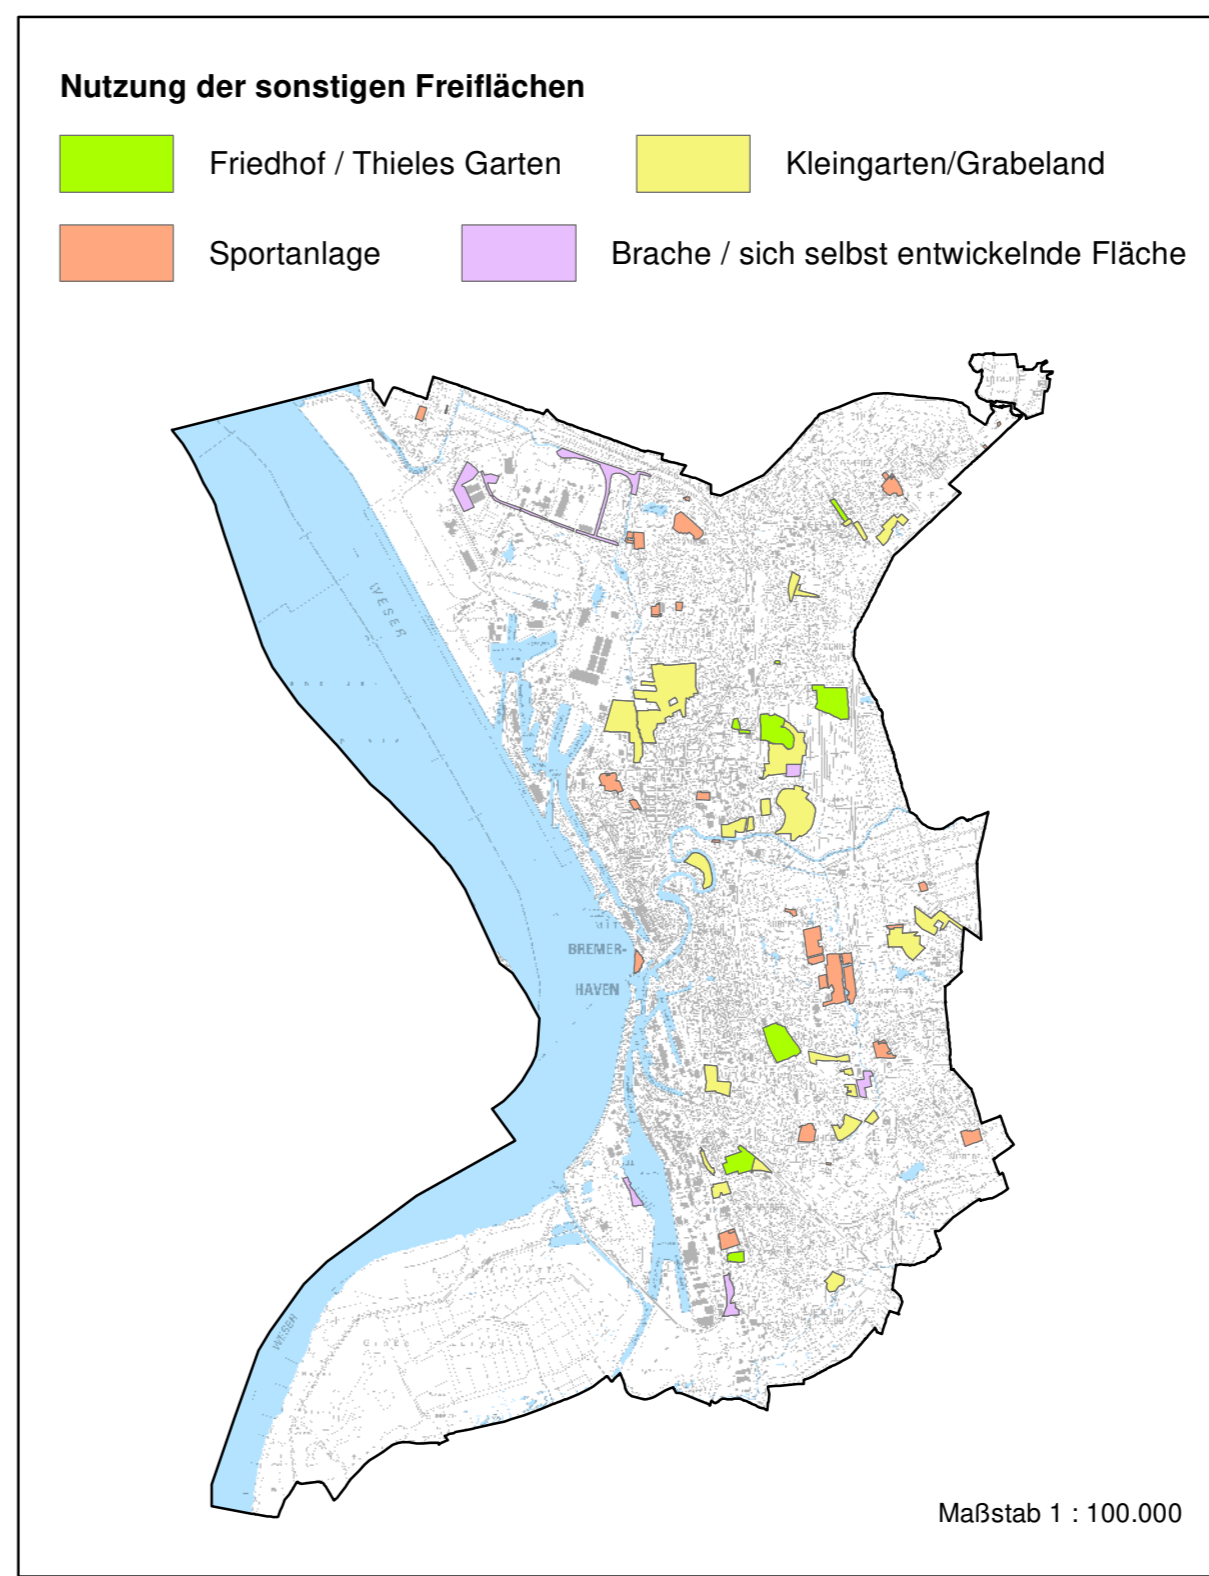 Nutzung der sonstigen Freiflächen
Friedhof / Thieles Garten
Kleingarten/Grabeland
Sportanlage
Brache / sich selbst entwickelnde Fläche
WESER
BREMER-
HAVEN
WESER
Maßstab 1 : 100.000